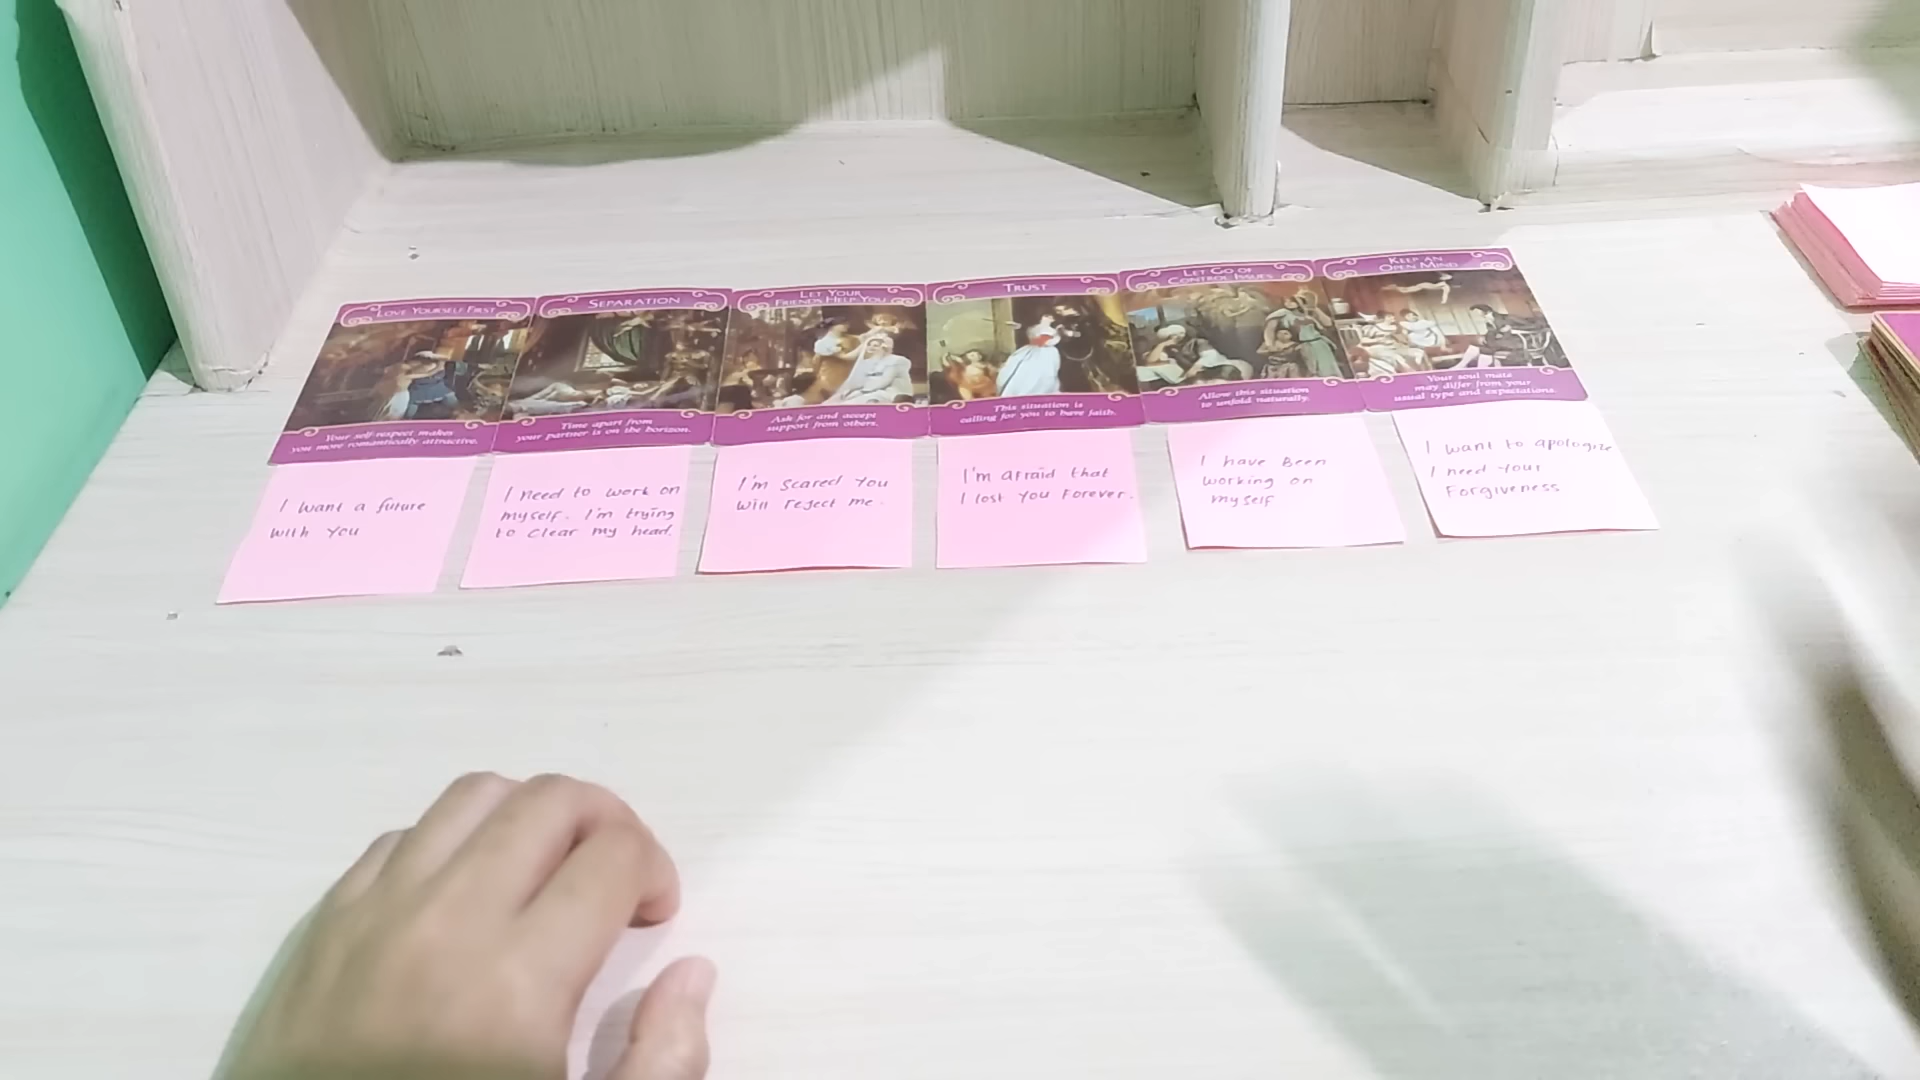 LOVE YOURSELF FIRST
Your self-respect makes
you more romantically attractive.
SEPARATION
Time apart from
your partner is on the horizon.
LET YOUR
FRIENDS HELP YOU
Ask for and accept
support from others.
TRUST
This situation is
calling for you to have faith.
LET GO OF
CONTROL ISSUES
Allow this situation
to unfold naturally.
KEEP AN
OPEN MIND
Your soul mate
may differ from your
usual type and expectations.
I want a future
with You
I need to work on
myself. I'm trying
to clear my head.
I'm scared You
will reject me.
I'm afraid that
I lost You Forever.
I have Been
working on
myself
I want to apologize
I need Your
Forgiveness